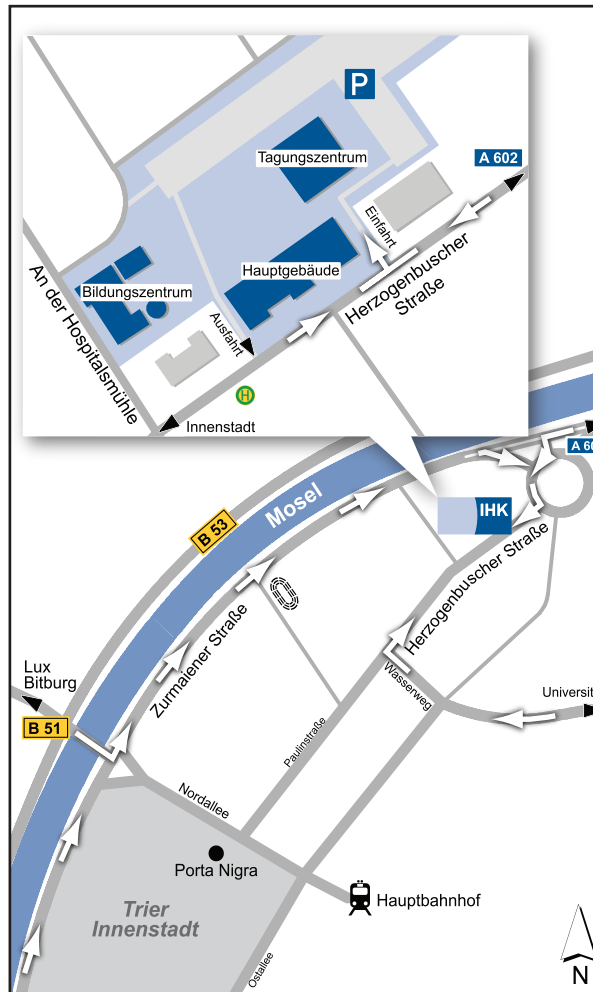 P
Tagungszentrum
A 602
Einfahrt
Hauptgebäude
Herzogenbuscher
Straße
Bildungszentrum
An der Hospitalsmühle
Ausfahrt
H
Innenstadt
A 60
IHK
Mosel
B 53
Herzogenbuscher Straße
Zurmaiener Straße
Wasserweg
Lux
Bitburg
Universit
B 51
Paulinstraße
Nordallee
Porta Nigra
Hauptbahnhof
Trier
Innenstadt
Ostallee
N